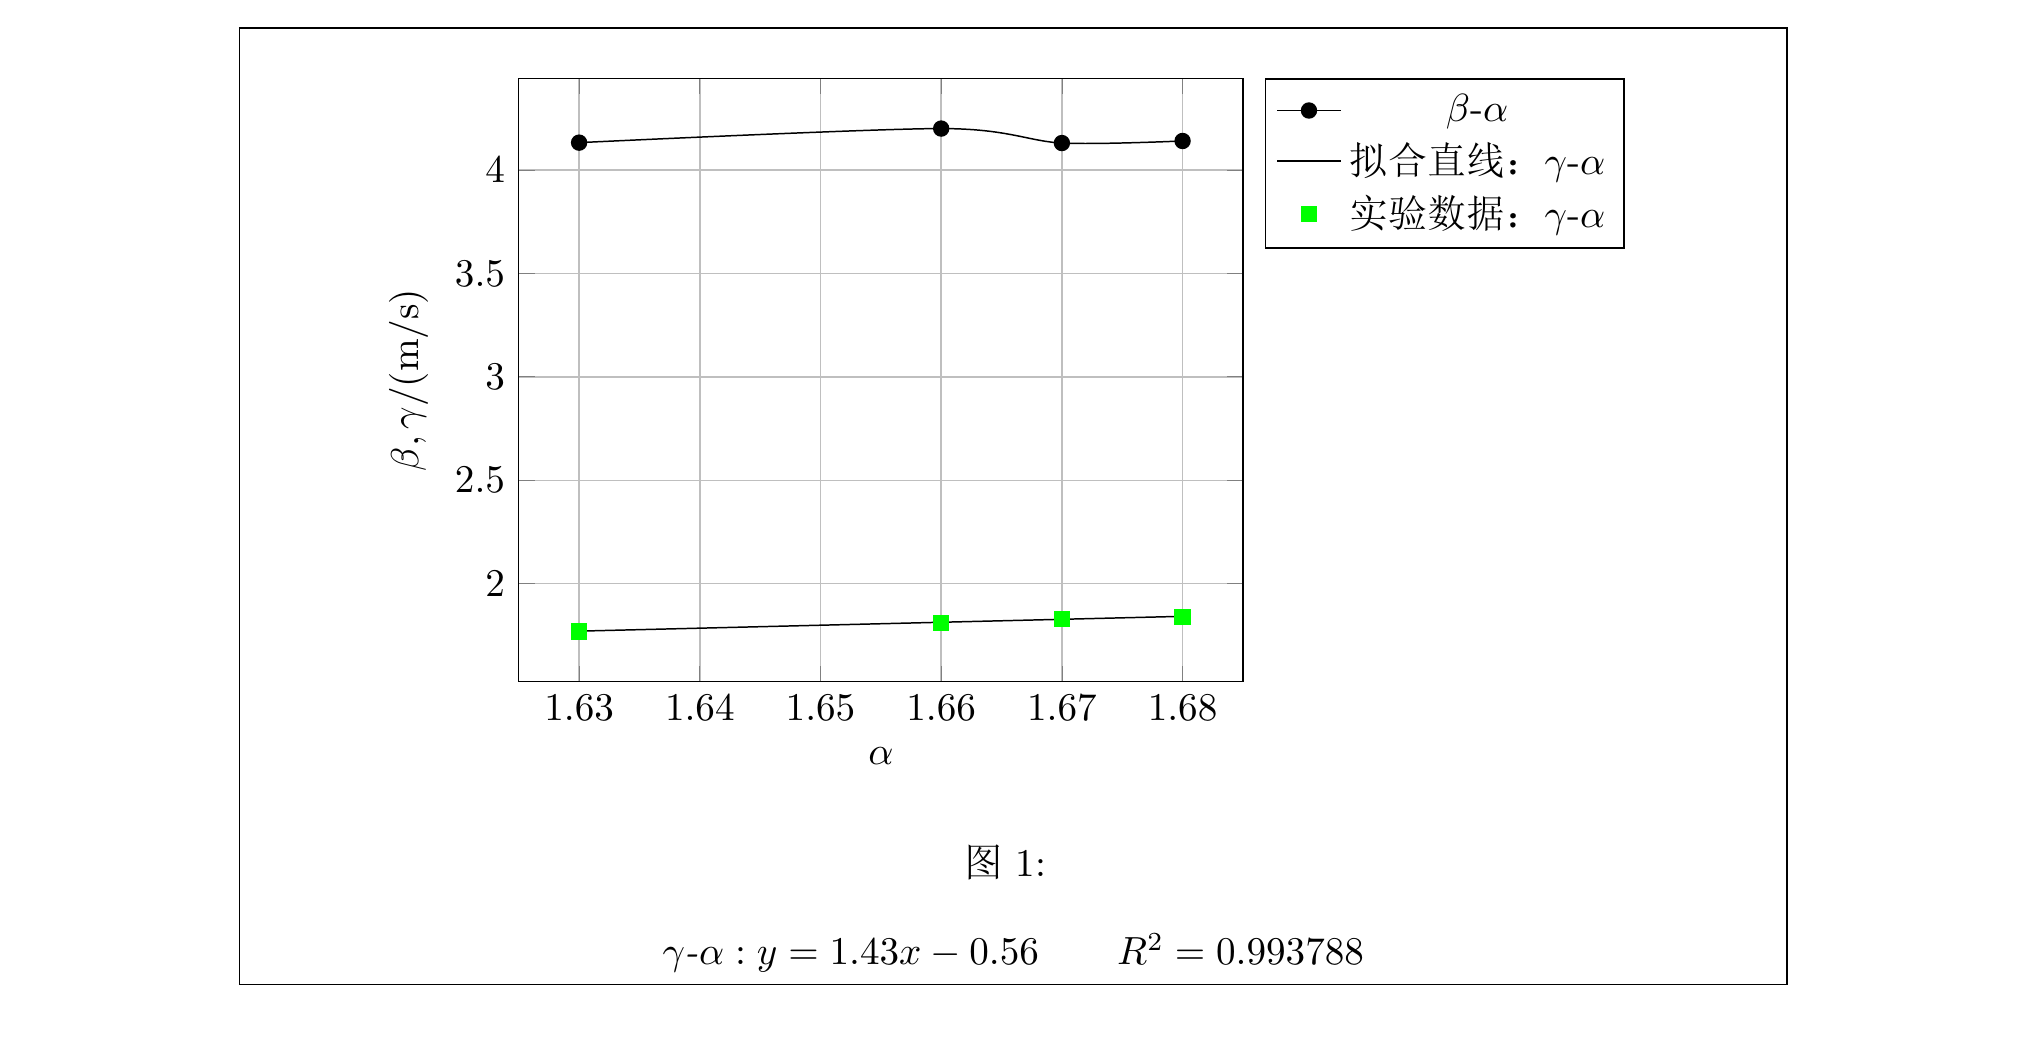 β-α
拟合直线：γ-α
实验数据：γ-α
β,γ/(m/s)
4
3.5
3
2.5
2
1.63 1.64 1.65 1.66 1.67 1.68
α
图 1:
γ-α : y = 1.43x − 0.56 R² = 0.993788